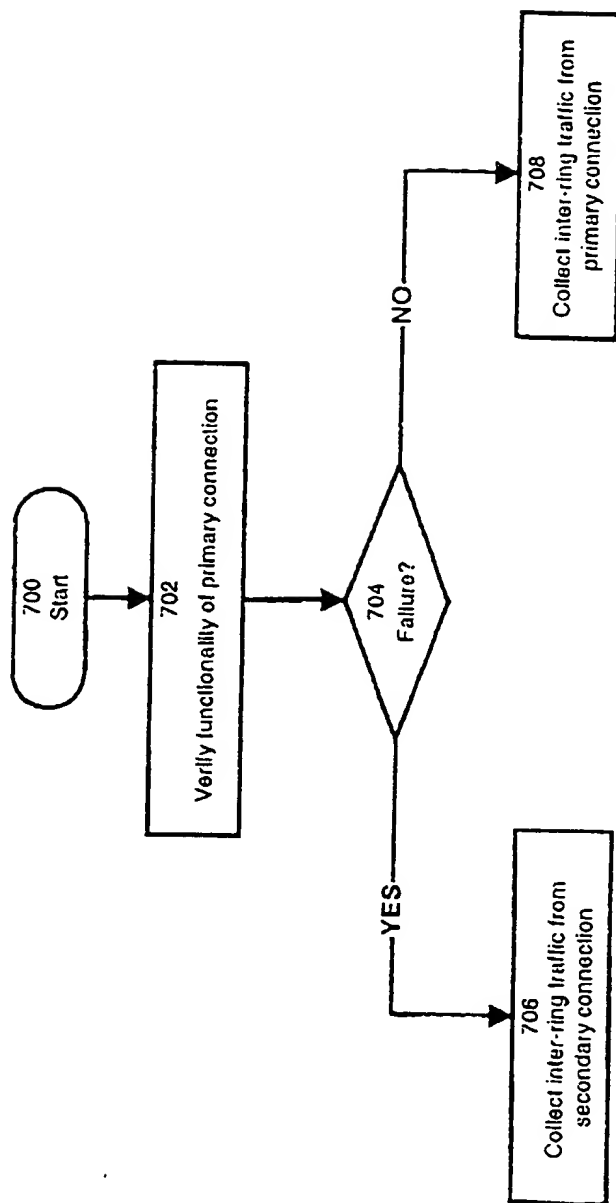 700
Start
702
Verify functionality of primary connection
704
Failure?
YES
NO
706
Collect inter-ring traffic from
secondary connection
708
Collect inter-ring traffic from
primary connection